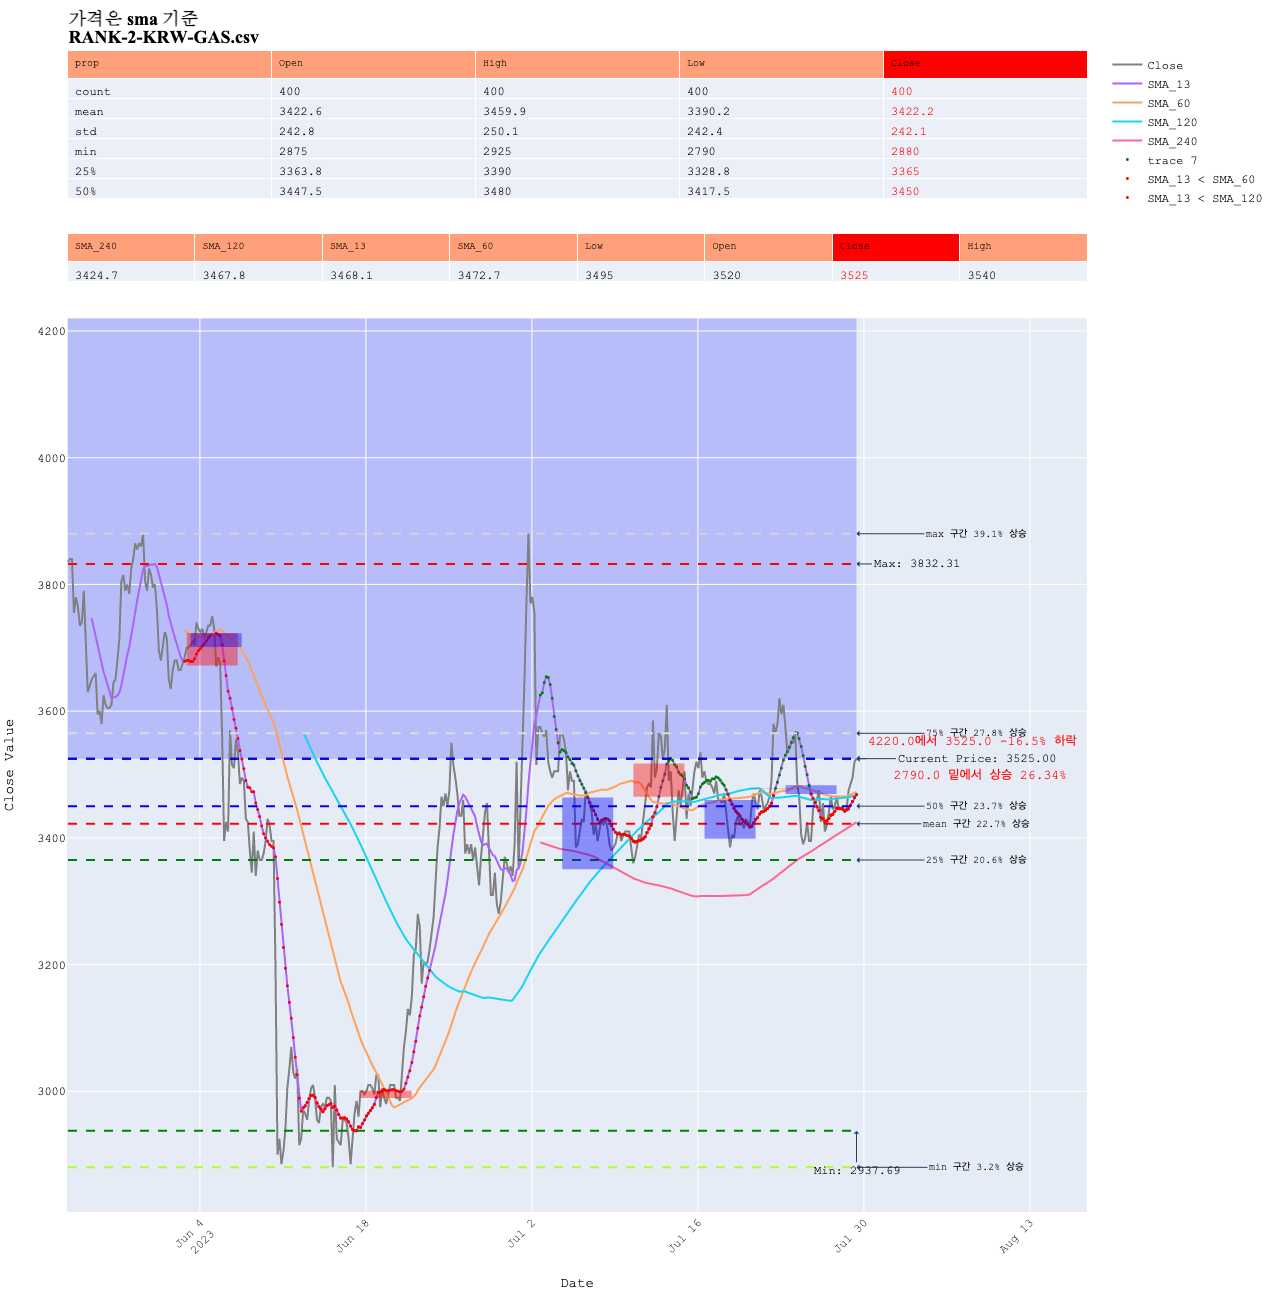 가격은 sma 기준
RANK-2-KRW-GAS.csv
prop Open High Low Close
count 400 400 400 400
mean 3422.6 3459.9 3390.2 3422.2
std 242.8 250.1 242.4 242.1
min 2875 2925 2790 2880
25% 3363.8 3390 3328.8 3365
50% 3447.5 3480 3417.5 3450
Close
SMA_13
SMA_60
SMA_120
SMA_240
trace 7
SMA_13 < SMA_60
SMA_13 < SMA_120
SMA_240 SMA_120 SMA_13 SMA_60 Low Open Close High
3424.7 3467.8 3468.1 3472.7 3495 3520 3525 3540
4200
4000
3800
3600
3400
3200
3000
Close Value
max 구간 39.1% 상승
Max: 3832.31
75% 구간 27.8% 상승
4220.0에서 3525.0 -16.5% 하락
Current Price: 3525.00
2790.0 밑에서 상승 26.34%
50% 구간 23.7% 상승
mean 구간 22.7% 상승
25% 구간 20.6% 상승
min 구간 3.2% 상승
Min: 2937.69
Jun 4
2023
Jun 18
Jul 2
Jul 16
Jul 30
Aug 13
Date